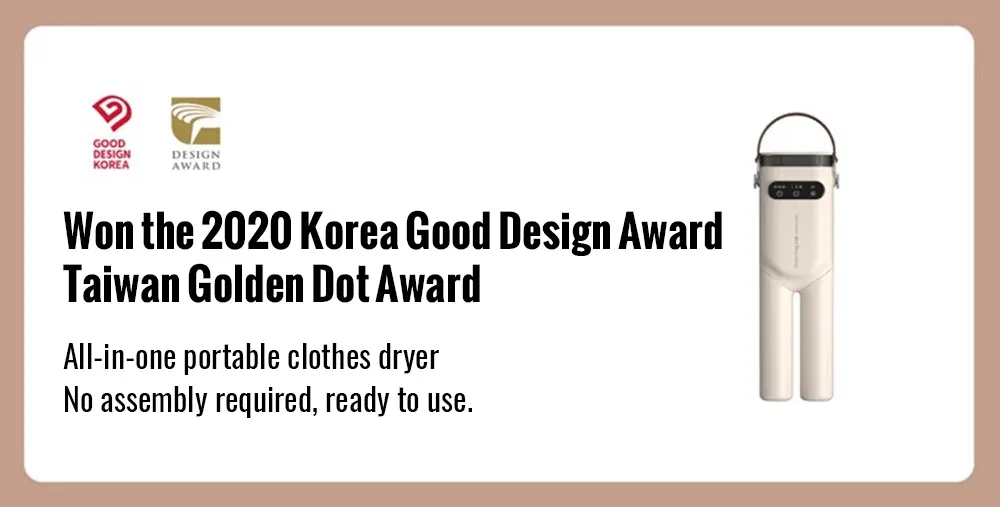 GOOD
DESIGN
KOREA
DESIGN
AWARD
Won the 2020 Korea Good Design Award
Taiwan Golden Dot Award
All-in-one portable clothes dryer
No assembly required, ready to use.